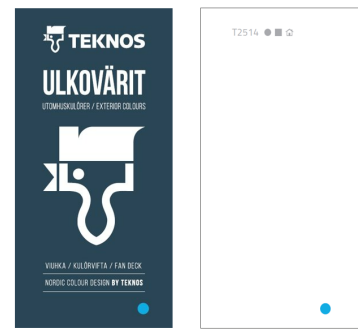 TEKNOS
ULKOVÄRIT
UTOMHUSKULÖRER / EXTERIOR COLOURS
VIUHKA / KULÖRVIFTA / FAN DECK
NORDIC COLOUR DESIGN BY TEKNOS
T2514